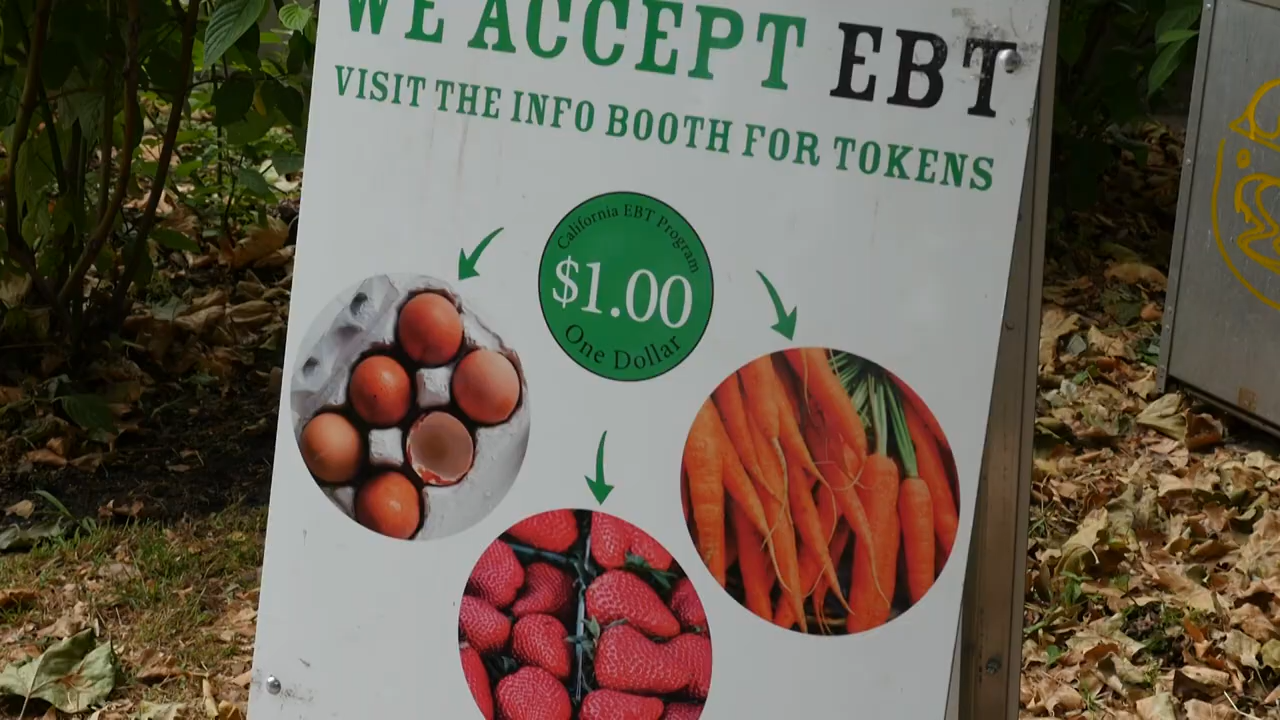 WE ACCEPT EBT
VISIT THE INFO BOOTH FOR TOKENS
California EBT Program
$1.00
One Dollar